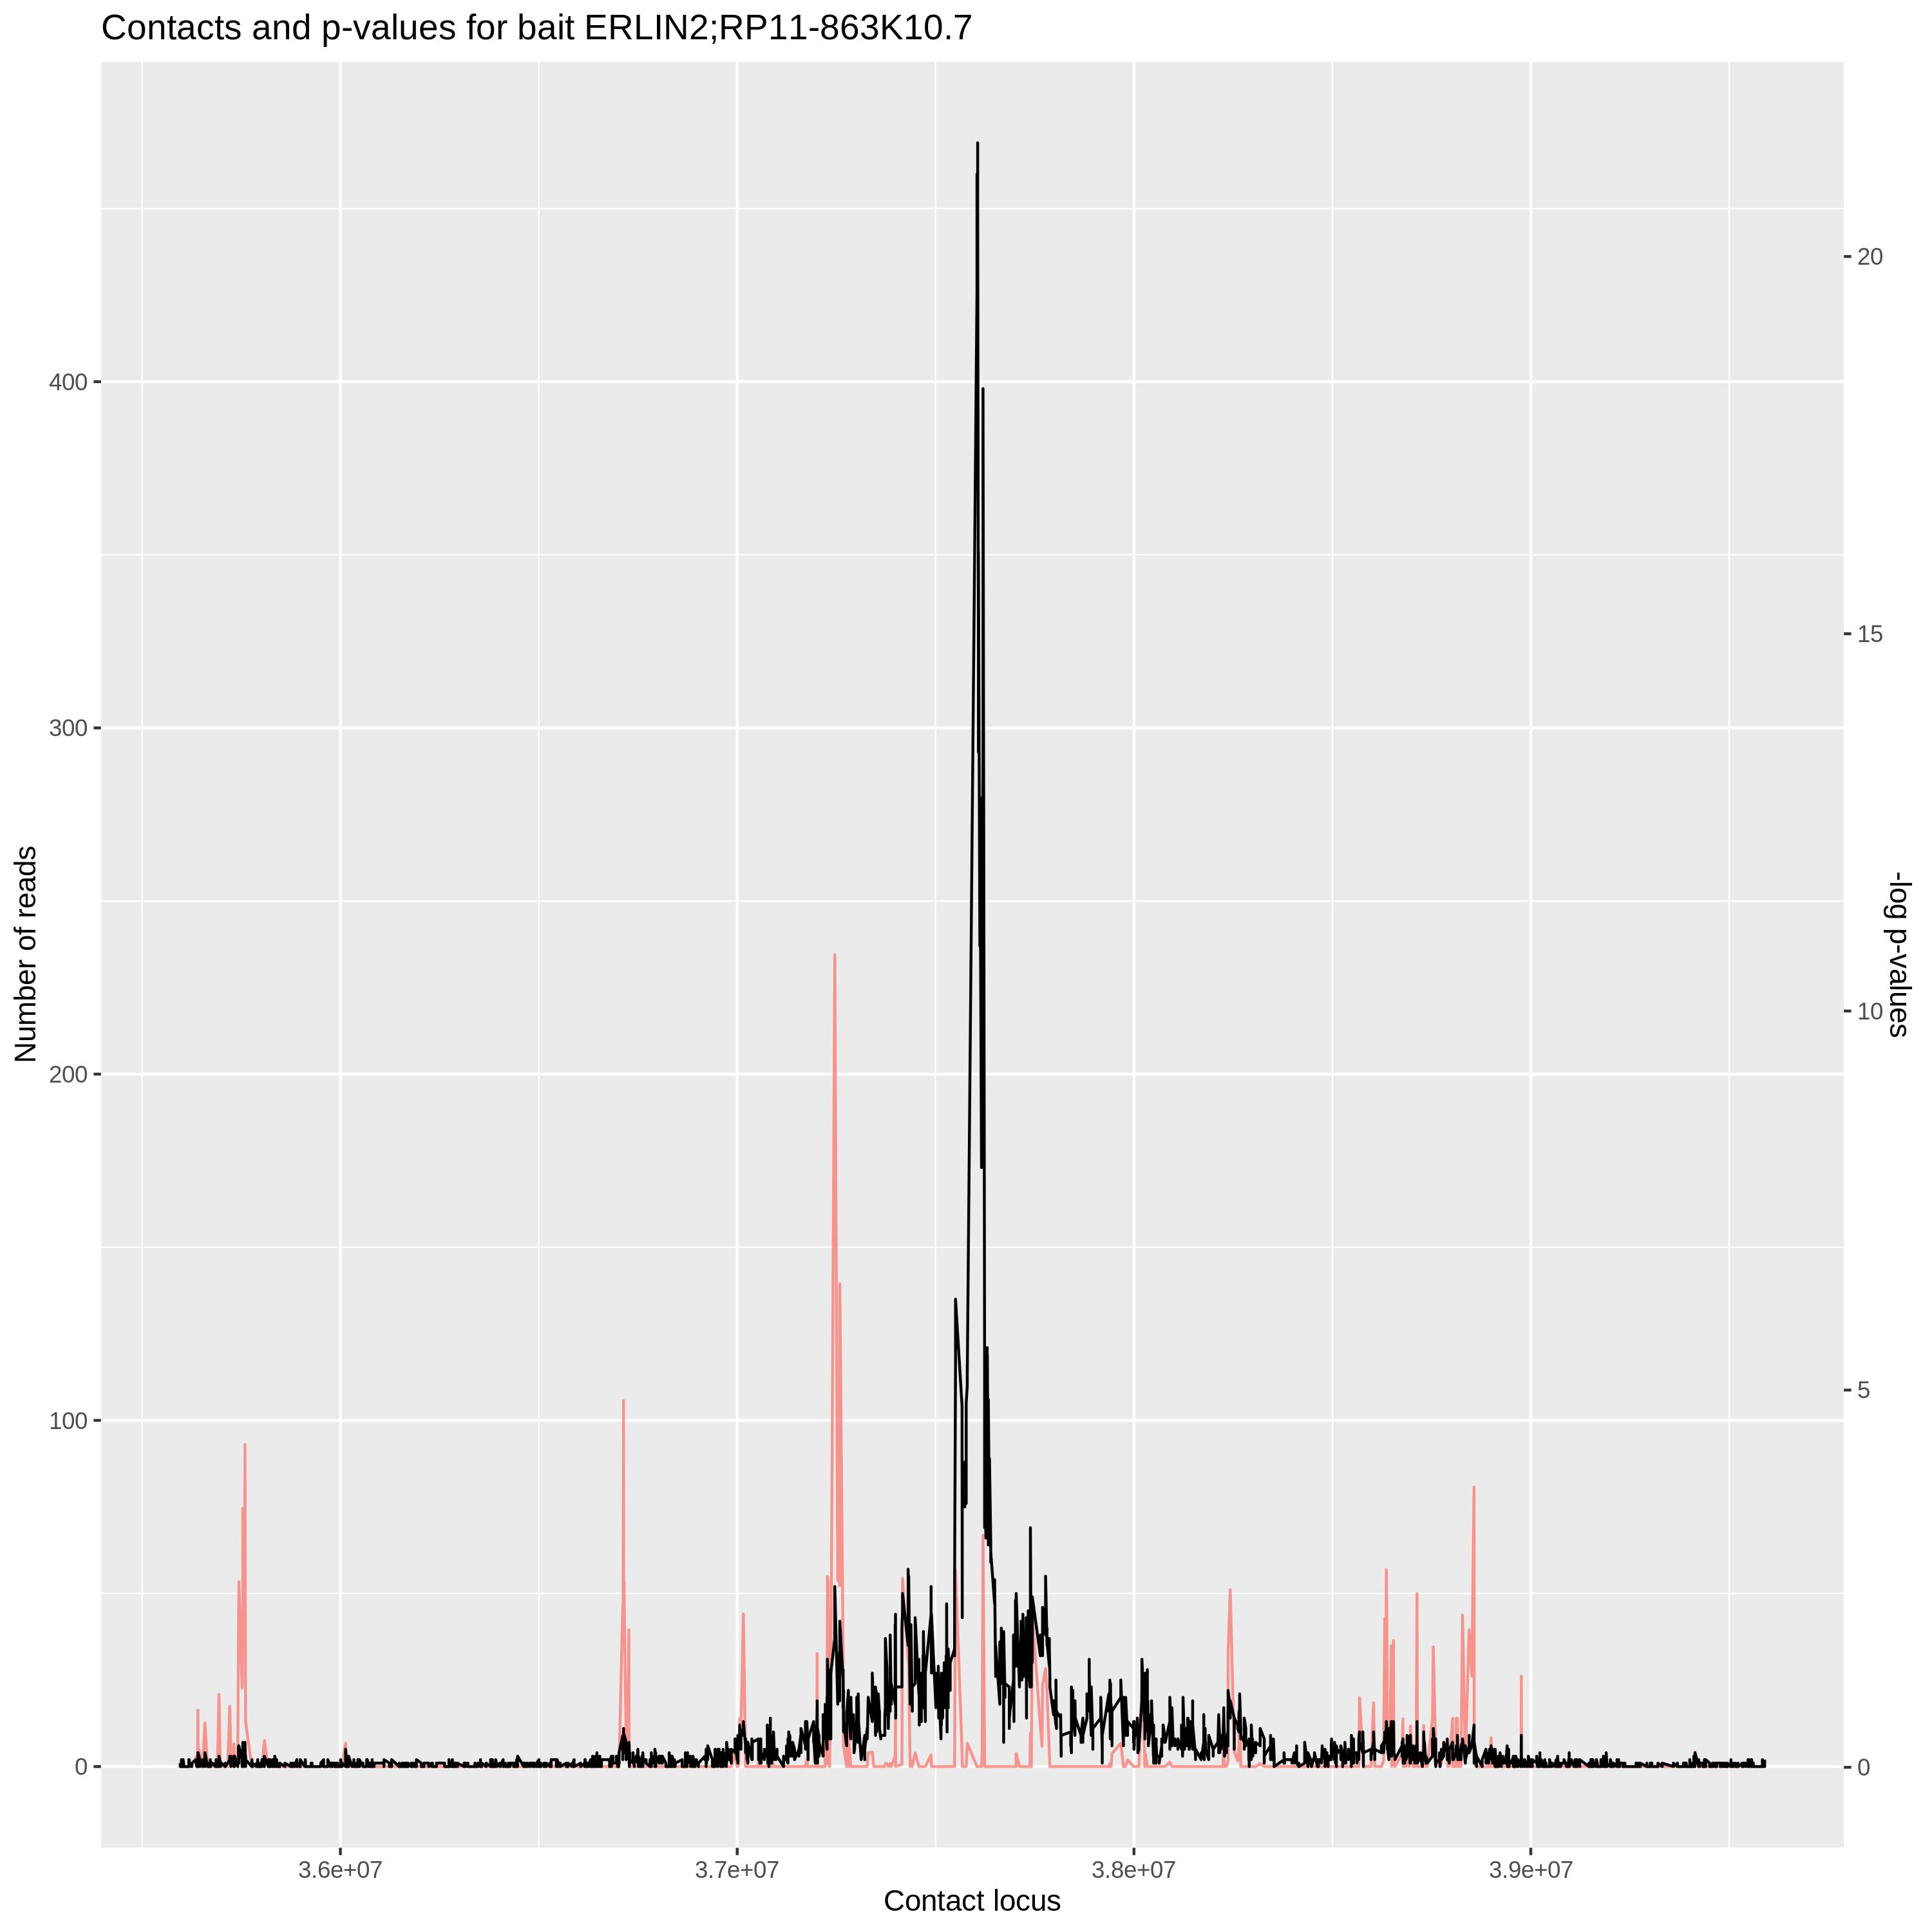 Contacts and p-values for bait ERLIN2;RP11-863K10.7
Number of reads
400
300
200
100
0
20
15
10
5
0
-log p-values
3.6e+07
3.7e+07
3.8e+07
3.9e+07
Contact locus